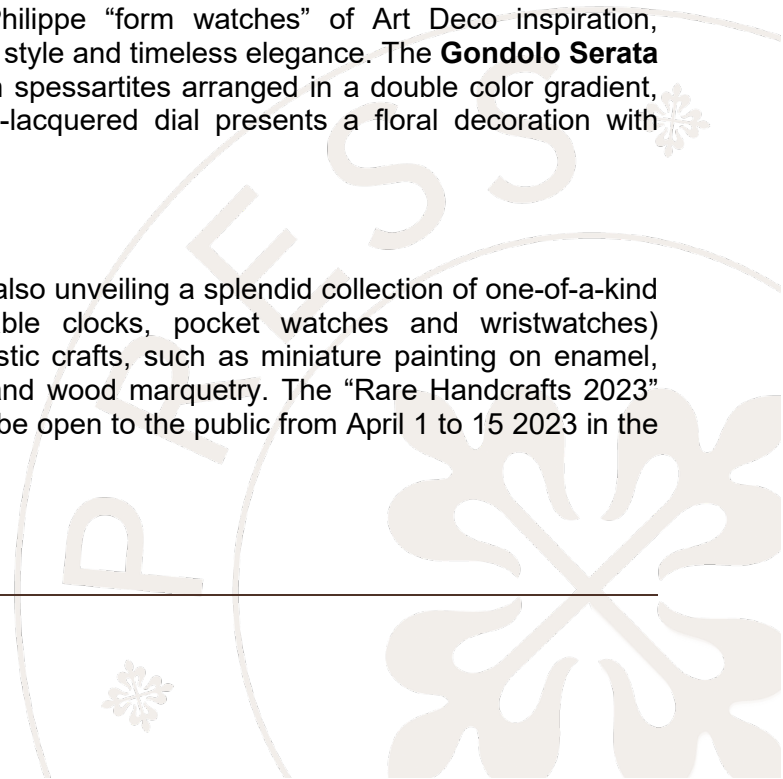 Philippe “form watches” of Art Deco inspiration,
style and timeless elegance. The Gondolo Serata
spessartites arranged in a double color gradient,
-lacquered dial presents a floral decoration with
also unveiling a splendid collection of one-of-a-kind
clocks, pocket watches and wristwatches)
crafts, such as miniature painting on enamel,
and wood marquetry. The “Rare Handcrafts 2023”
be open to the public from April 1 to 15 2023 in the
PRESS